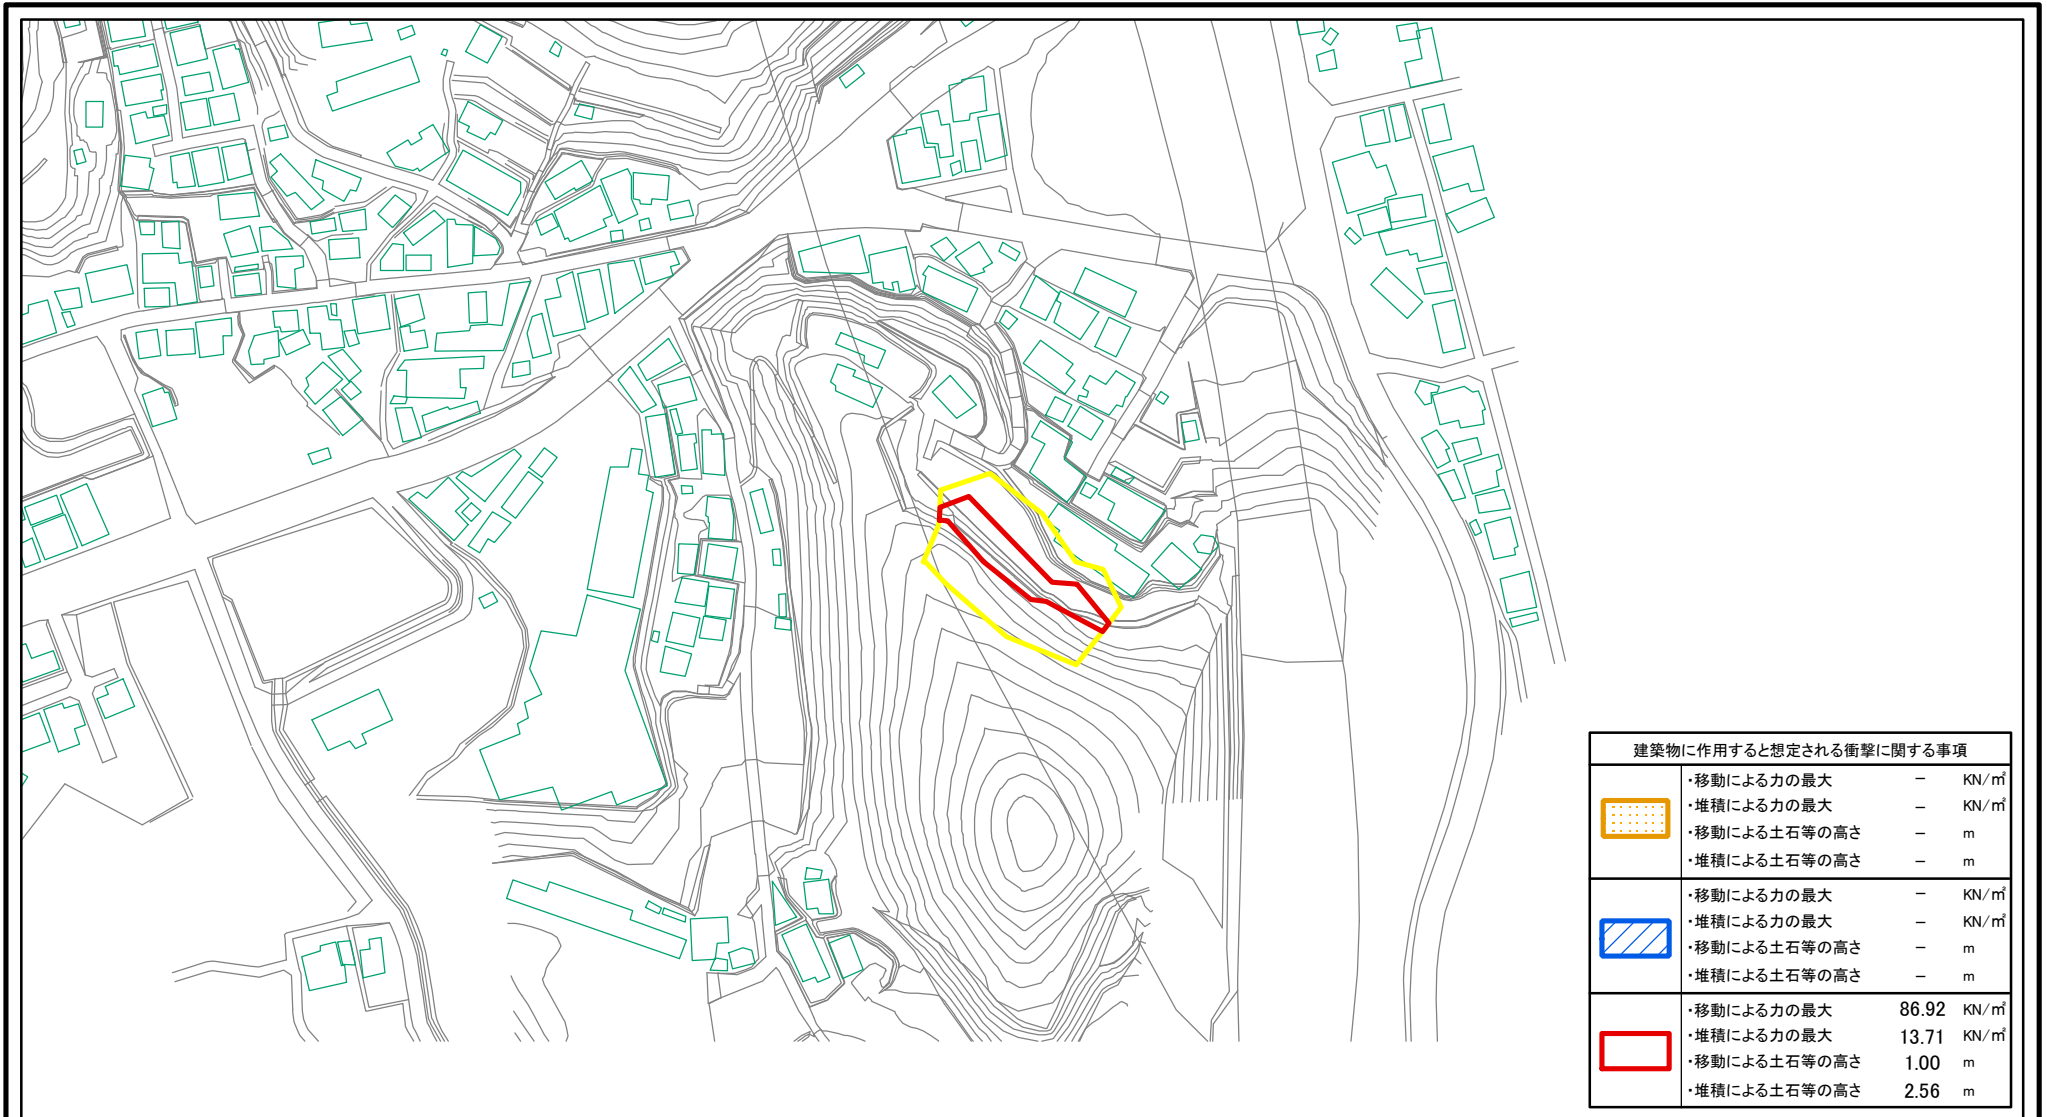 建築物に作用すると想定される衝撃に関する事項
・移動による力の最大 － KN/㎡
・堆積による力の最大 － KN/㎡
・移動による土石等の高さ － m
・堆積による土石等の高さ － m
・移動による力の最大 － KN/㎡
・堆積による力の最大 － KN/㎡
・移動による土石等の高さ － m
・堆積による土石等の高さ － m
・移動による力の最大 86.92 KN/㎡
・堆積による力の最大 13.71 KN/㎡
・移動による土石等の高さ 1.00 m
・堆積による土石等の高さ 2.56 m